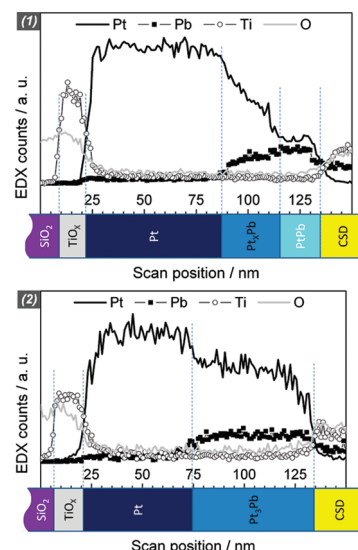 (1)
Pt Pb Ti O
EDX counts / a. u.
25 50 75 100 125
SiO₂ TiOₓ Pt PtₓPb PtPb CSD
Scan position / nm
(2)
Pt Pb Ti O
EDX counts / a. u.
25 50 75 100 125
SiO₂ TiOₓ Pt Pt₃Pb CSD
Scan position / nm